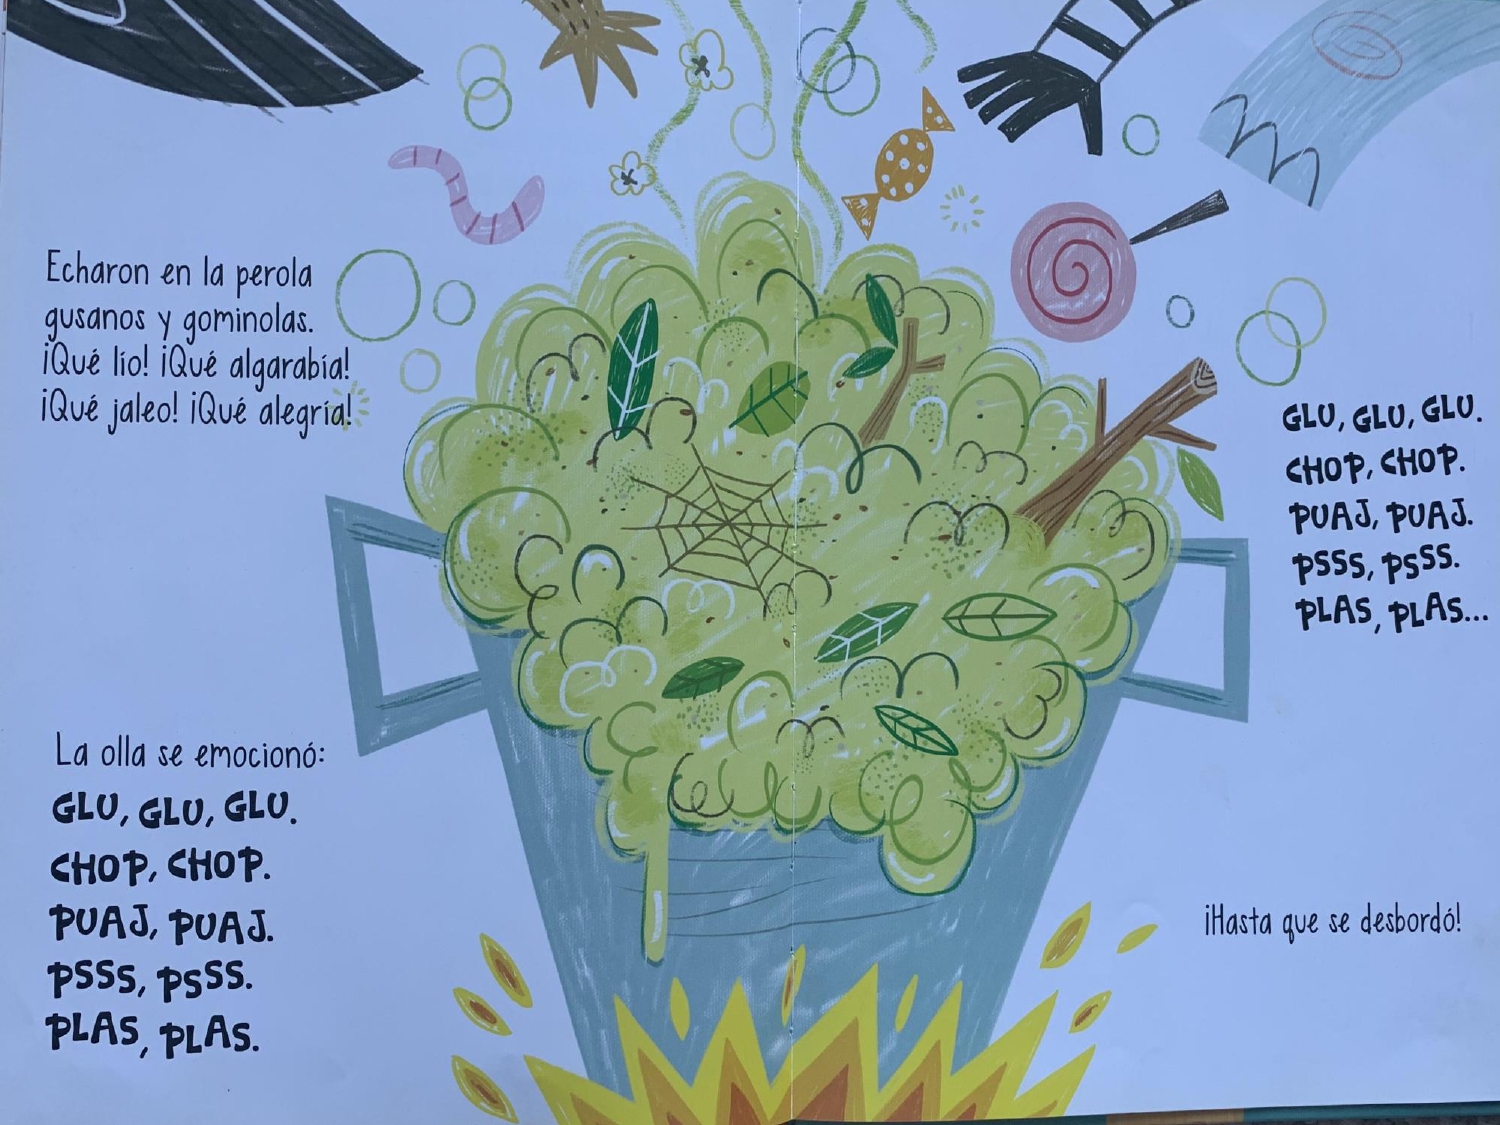 Echaron en la perola
gusanos y gominolas.
¡Qué lío! ¡Qué algarabía!
¡Qué jaleo! ¡Qué alegría!
La olla se emocionó:
GLU, GLU, GLU.
CHOP, CHOP.
PUAJ, PUAJ.
PSSS, PSSS.
PLAS, PLAS.
GLU, GLU, GLU.
CHOP, CHOP.
PUAJ, PUAJ.
PSSS, PSSS.
PLAS, PLAS...
¡Hasta que se desbordó!